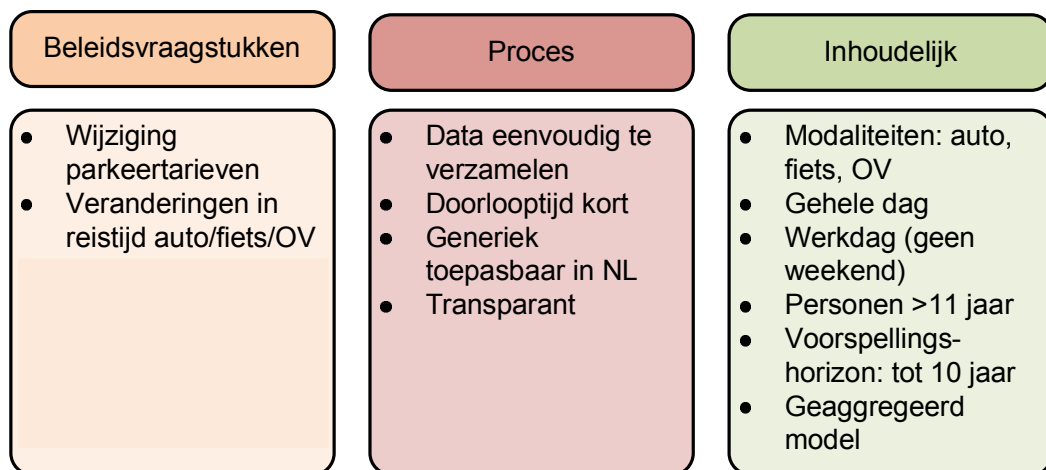 Beleidsvraagstukken
● Wijziging
parkeertarieven
● Veranderingen in
reistijd auto/fiets/OV
Proces
● Data eenvoudig te
verzamelen
● Doorlooptijd kort
● Generiek
toepasbaar in NL
● Transparant
Inhoudelijk
● Modaliteiten: auto,
fiets, OV
● Gehele dag
● Werkdag (geen
weekend)
● Personen >11 jaar
● Voorspellings-
horizon: tot 10 jaar
● Geaggregeerd
model